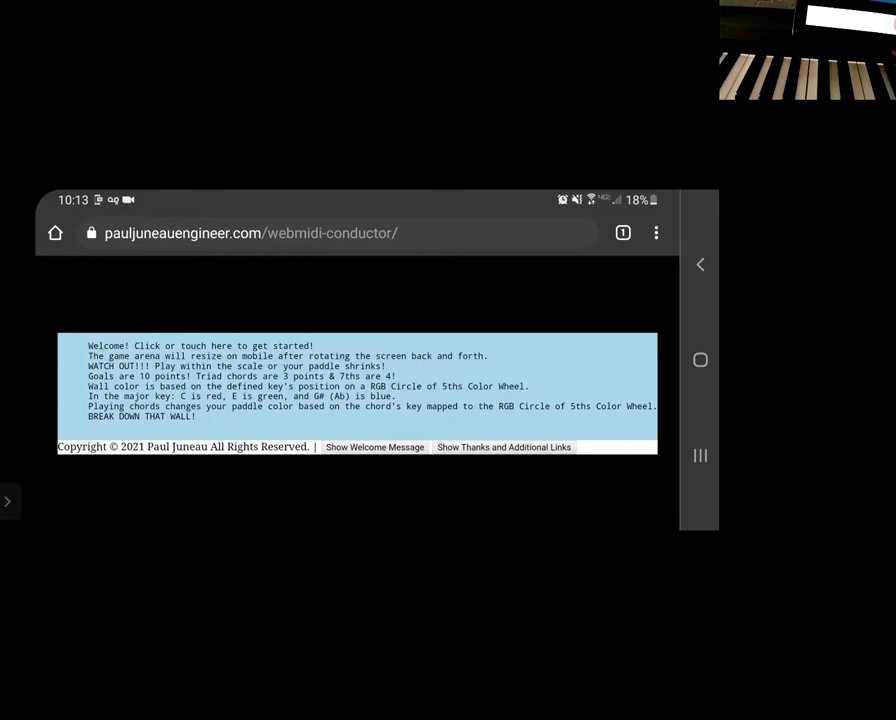 10:13
18%
pauljuneauengineer.com/webmidi-conductor/
1
Welcome! Click or touch here to get started!
The game arena will resize on mobile after rotating the screen back and forth.
WATCH OUT!!! Play within the scale or your paddle shrinks!
Goals are 10 points! Triad chords are 3 points & 7ths are 4!
Wall color is based on the defined key's position on a RGB Circle of 5ths Color Wheel.
In the major key: C is red, E is green, and G# (Ab) is blue.
Playing chords changes your paddle color based on the chord's key mapped to the RGB Circle of 5ths Color Wheel.
BREAK DOWN THAT WALL!
Copyright © 2021 Paul Juneau All Rights Reserved. | Show Welcome Message Show Thanks and Additional Links